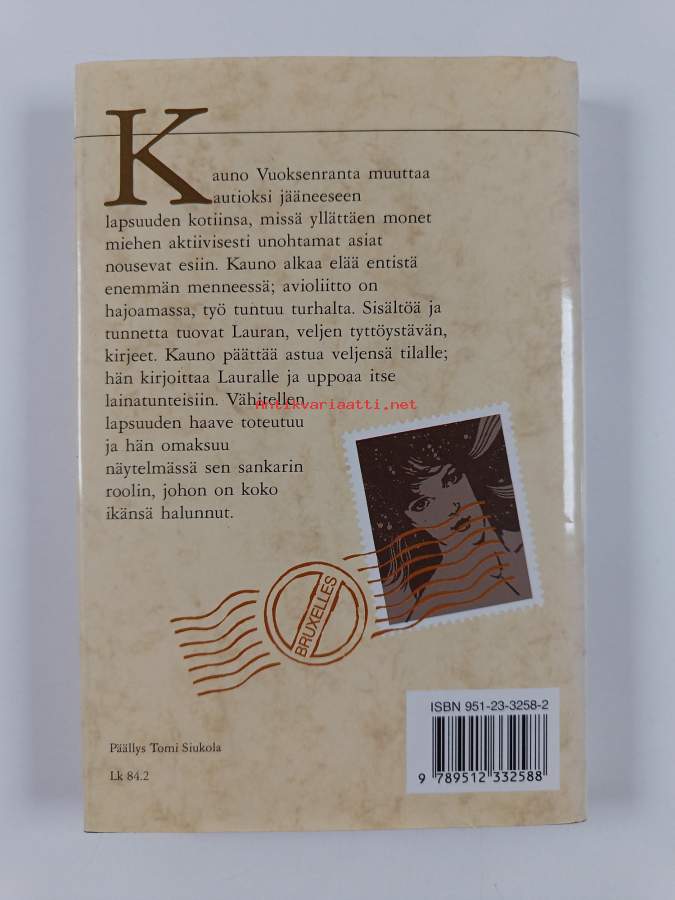 Kauno Vuoksenranta muuttaa
autioksi jääneeseen
lapsuuden kotiinsa, missä yllättäen monet
miehen aktiivisesti unohtamat asiat
nousevat esiin. Kauno alkaa elää entistä
enemmän menneessä; avioliitto on
hajoamassa, työ tuntuu turhalta. Sisältöä ja
tunnetta tuovat Lauran, veljen tyttöystävän,
kirjeet. Kauno päättää astua veljensä tilalle;
hän kirjoittaa Lauralle ja uppoaa itse
lainatunteisiin. Vähitellen
Antikvariaatti.net
lapsuuden haave toteutuu
ja hän omaksuu
näytelmässä sen sankarin
roolin, johon on koko
ikänsä halunnut.
BRUXELLES
ISBN 951-23-3258-2
9 789512 332588
Päällys Tomi Siukola
Lk 84.2